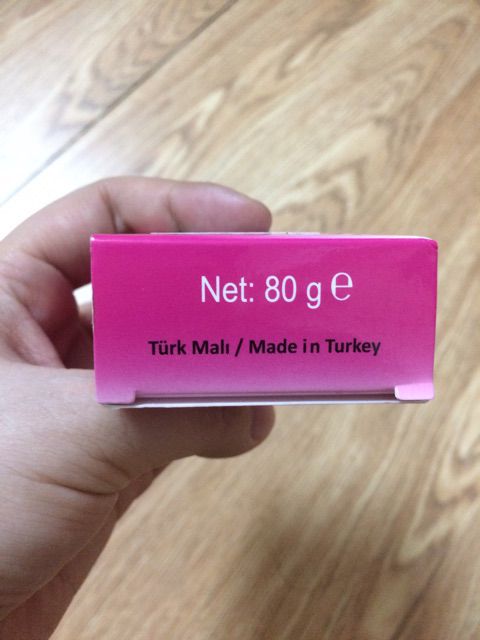 Net: 80 g ℮
Türk Malı / Made in Turkey